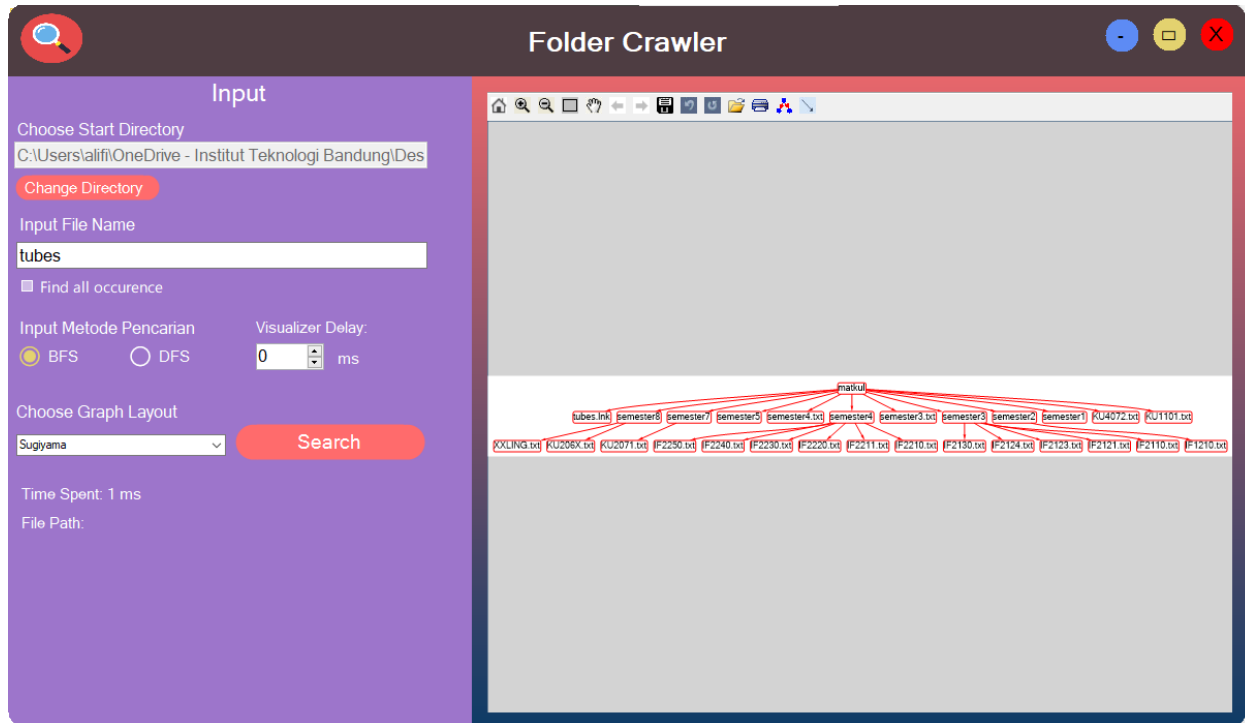 Folder Crawler
-
X
Input
Choose Start Directory
C:\Users\alifi\OneDrive - Institut Teknologi Bandung\Des
Change Directory
Input File Name
tubes
Find all occurence
Input Metode Pencarian
Visualizer Delay:
BFS
DFS
0
ms
Choose Graph Layout
Sugiyama
Search
Time Spent: 1 ms
File Path:
matkul
tubes.lnk semester8 semester7 semester5 semester4.txt semester4 semester3.txt semester3 semester2 semester1 KU4072.txt KU1101.txt
XXLING.txt KU206X.txt KU2071.txt IF2250.txt IF2240.txt IF2230.txt IF2220.txt IF2211.txt IF2210.txt IF2130.txt IF2124.txt IF2123.txt IF2121.txt IF2110.txt IF1210.txt